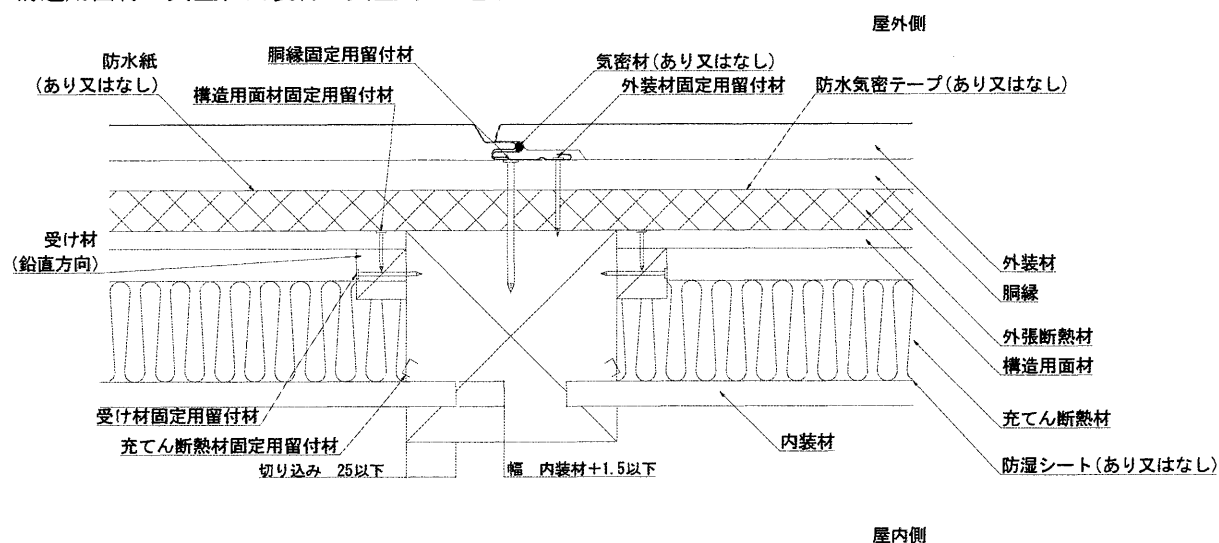 屋外側
防水紙
(あり又はなし)
胴縁固定用留付材
構造用面材固定用留付材
気密材(あり又はなし)
外装材固定用留付材
防水気密テープ(あり又はなし)
受け材
(鉛直方向)
外装材
胴縁
外張断熱材
構造用面材
充てん断熱材
防湿シート(あり又はなし)
受け材固定用留付材
充てん断熱材固定用留付材
切り込み 25以下
幅 内装材+1.5以下
内装材
屋内側